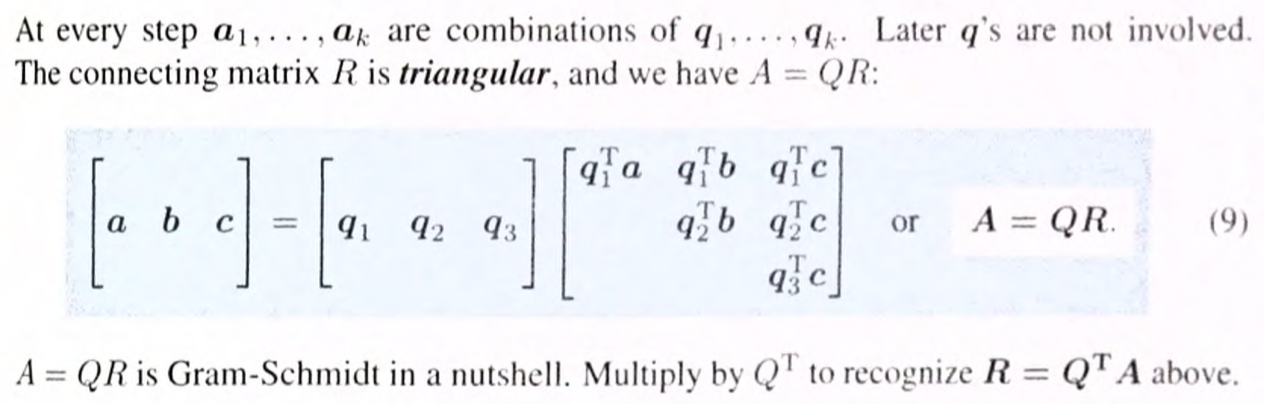 At every step a₁, . . . , aₖ are combinations of q₁, . . . , qₖ. Later q's are not involved.
The connecting matrix R is triangular, and we have A = QR:
[a b c] = [q₁ q₂ q₃] [q₁ᵀa q₁ᵀb q₁ᵀc
q₂ᵀb q₂ᵀc
q₃ᵀc] or A = QR. (9)
A = QR is Gram-Schmidt in a nutshell. Multiply by Qᵀ to recognize R = QᵀA above.